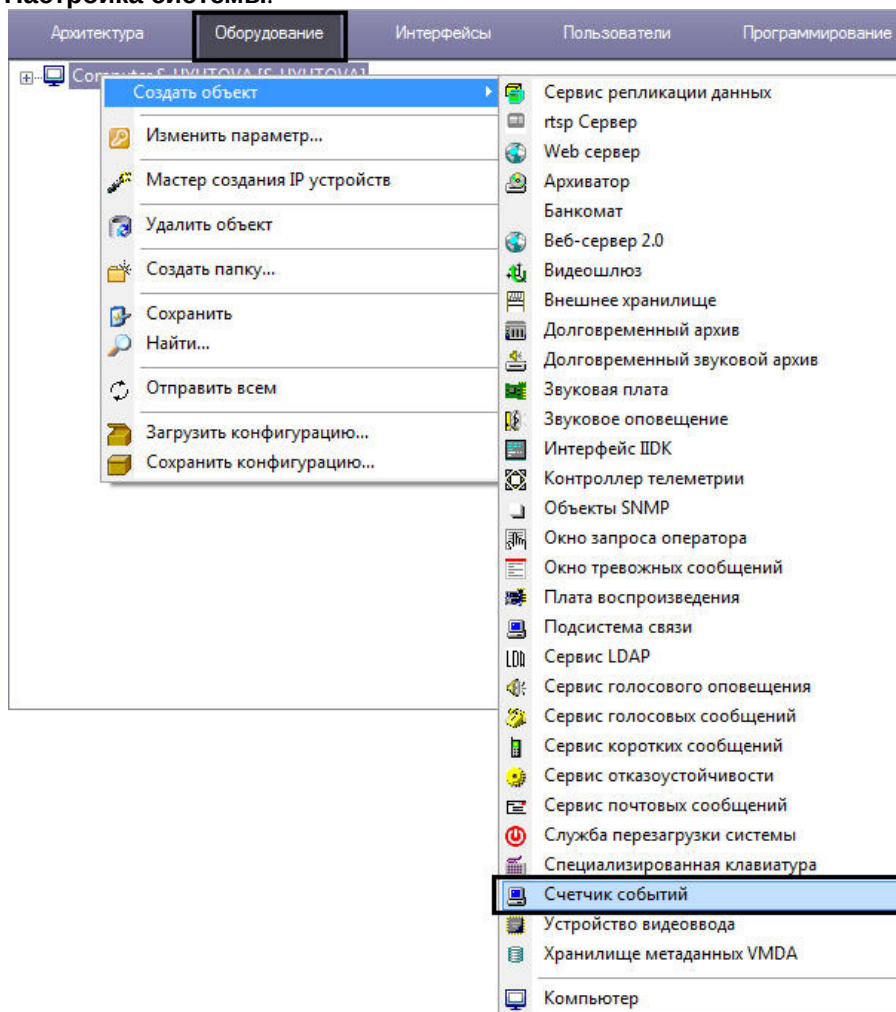 Настройка системы.
Архитектура Оборудование Интерфейсы Пользователи Программирование
Создать объект
Изменить параметр...
Мастер создания IP устройств
Удалить объект
Создать папку...
Сохранить
Найти...
Отправить всем
Загрузить конфигурацию...
Сохранить конфигурацию...
Сервис репликации данных
rtsp Сервер
Web сервер
Архиватор
Банкомат
Веб-сервер 2.0
Видеошлюз
Внешнее хранилище
Долговременный архив
Долговременный звуковой архив
Звуковая плата
Звуковое оповещение
Интерфейс IIDK
Контроллер телеметрии
Объекты SNMP
Окно запроса оператора
Окно тревожных сообщений
Плата воспроизведения
Подсистема связи
Сервис LDAP
Сервис голосового оповещения
Сервис голосовых сообщений
Сервис коротких сообщений
Сервис отказоустойчивости
Сервис почтовых сообщений
Служба перезагрузки системы
Специализированная клавиатура
Счетчик событий
Устройство видеоввода
Хранилище метаданных VMDA
Компьютер